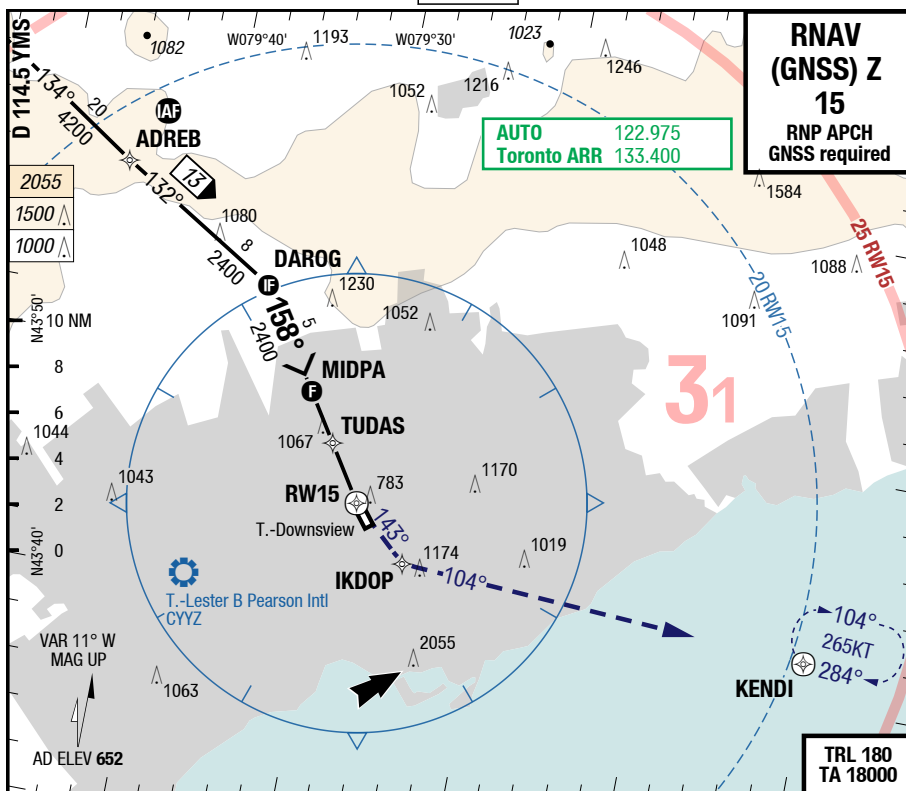 RNAV
(GNSS) Z
15
RNP APCH
GNSS required
D 114.5 YMS
1082
W079°40'
1193
W079°30'
1023
1246
1216
1052
134°
20
4200
IAF
ADREB
AUTO 122.975
Toronto ARR 133.400
132°
13
2055
1500
1000
1584
1080
8
2400
DAROG
IF
1048
1088
25 RW15
20 RW15
1230
1052
1091
N43°50'
10 NM
158°
5
2400
8
MIDPA
F
31
6
1044
1067
TUDAS
4
1043
783
1170
2
RW15
T.-Downsview
143°
N43°40'
0
1174
1019
IKDOP
104°
T.-Lester B Pearson Intl
CYYZ
104°
265KT
284°
KENDI
VAR 11° W
MAG UP
2055
1063
AD ELEV 652
TRL 180
TA 18000